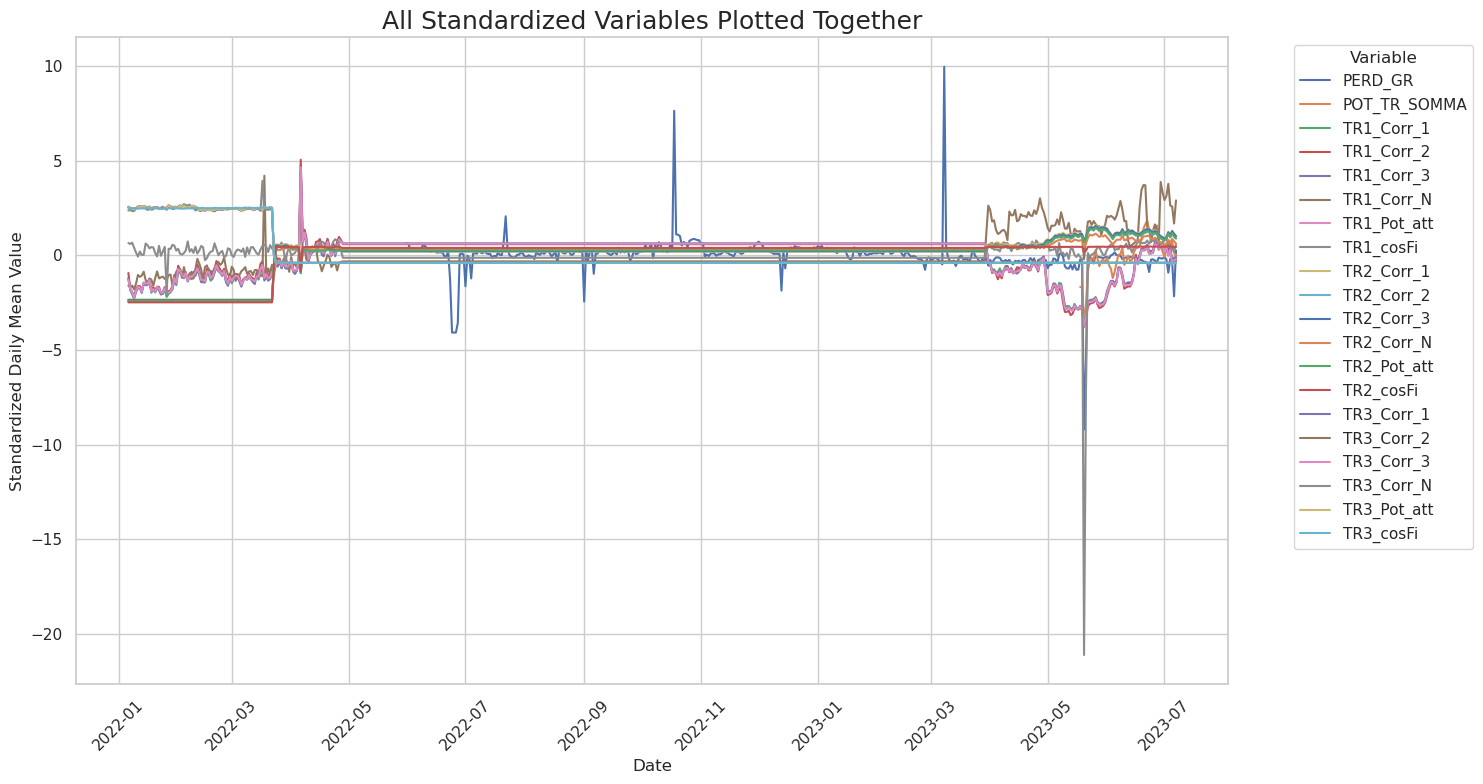 All Standardized Variables Plotted Together
Standardized Daily Mean Value
10
5
0
−5
−10
−15
−20
2022-01
2022-03
2022-05
2022-07
2022-09
2022-11
2023-01
2023-03
2023-05
2023-07
Date
Variable
PERD_GR
POT_TR_SOMMA
TR1_Corr_1
TR1_Corr_2
TR1_Corr_3
TR1_Corr_N
TR1_Pot_att
TR1_cosFi
TR2_Corr_1
TR2_Corr_2
TR2_Corr_3
TR2_Corr_N
TR2_Pot_att
TR2_cosFi
TR3_Corr_1
TR3_Corr_2
TR3_Corr_3
TR3_Corr_N
TR3_Pot_att
TR3_cosFi